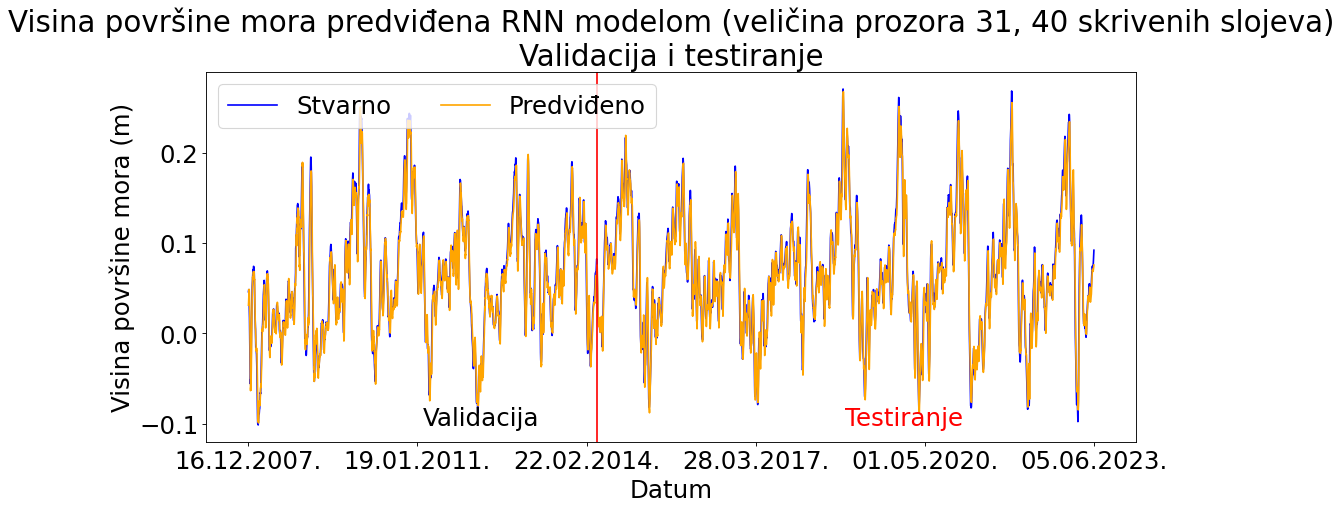 Visina površine mora predviđena RNN modelom (veličina prozora 31, 40 skrivenih slojeva)
Validacija i testiranje
Stvarno Predviđeno
Visina površine mora (m)
0.2
0.1
0.0
−0.1
Validacija Testiranje
16.12.2007. 19.01.2011. 22.02.2014. 28.03.2017. 01.05.2020. 05.06.2023.
Datum